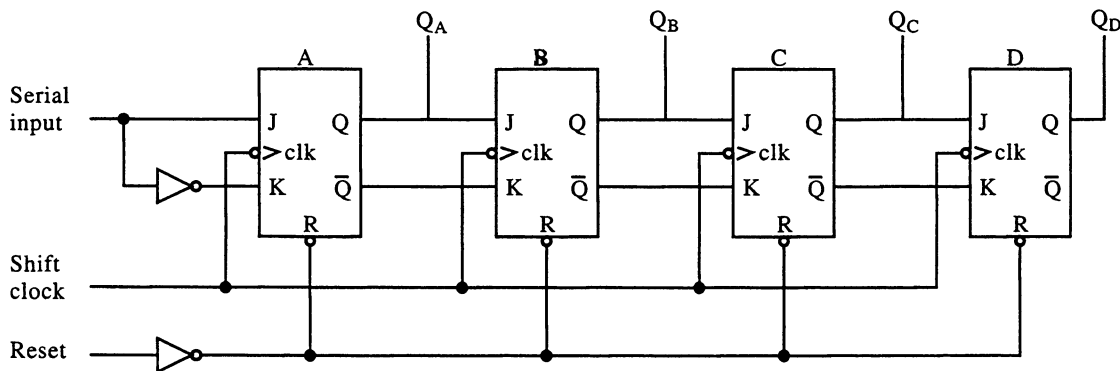 Q_A Q_B Q_C Q_D
A B C D
Serial
input
J Q J Q J Q J Q
clk clk clk clk
K Q̅ K Q̅ K Q̅ K Q̅
R R R R
Shift
clock
Reset